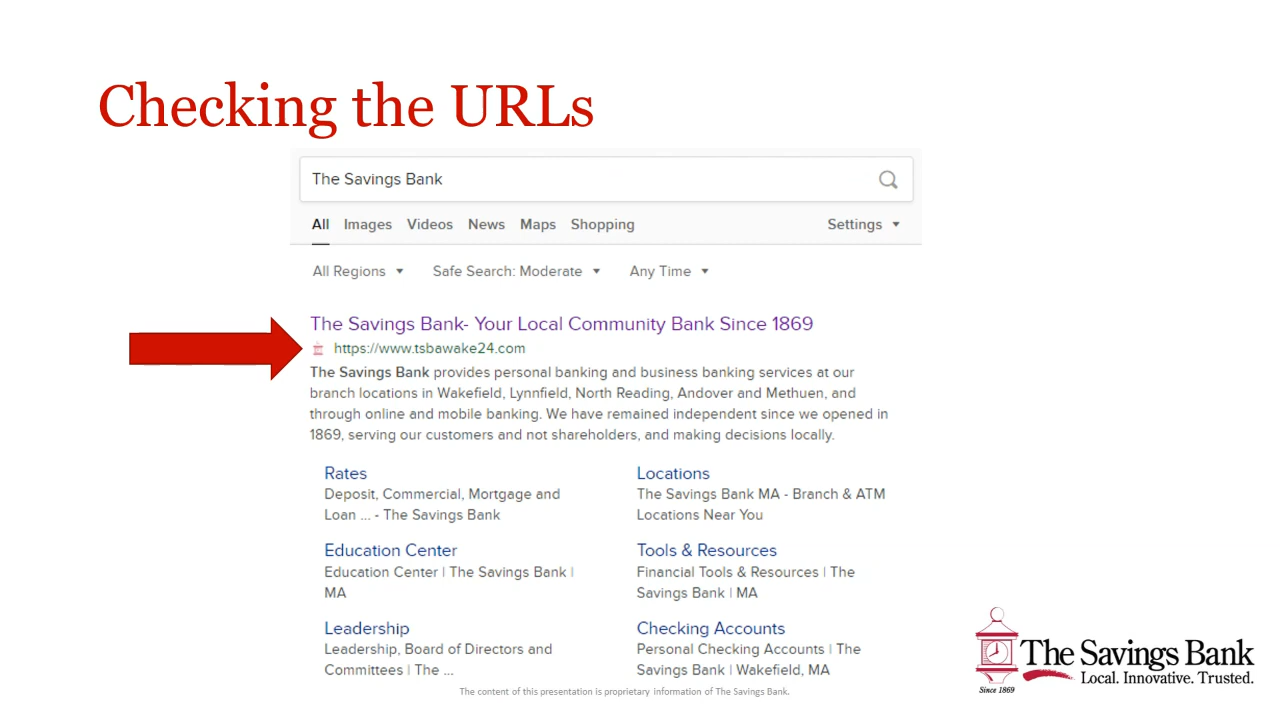 Checking the URLs
The Savings Bank
All Images Videos News Maps Shopping Settings
All Regions Safe Search: Moderate Any Time
The Savings Bank- Your Local Community Bank Since 1869
https://www.tsbawake24.com
The Savings Bank provides personal banking and business banking services at our
branch locations in Wakefield, Lynnfield, North Reading, Andover and Methuen, and
through online and mobile banking. We have remained independent since we opened in
1869, serving our customers and not shareholders, and making decisions locally.
Rates
Deposit, Commercial, Mortgage and
Loan ... - The Savings Bank
Locations
The Savings Bank MA - Branch & ATM
Locations Near You
Education Center
Education Center | The Savings Bank |
MA
Tools & Resources
Financial Tools & Resources | The
Savings Bank | MA
Leadership
Leadership, Board of Directors and
Committees | The ...
Checking Accounts
Personal Checking Accounts | The
Savings Bank | Wakefield, MA
The Savings Bank
Local. Innovative. Trusted.
Since 1869
The content of this presentation is proprietary information of The Savings Bank.